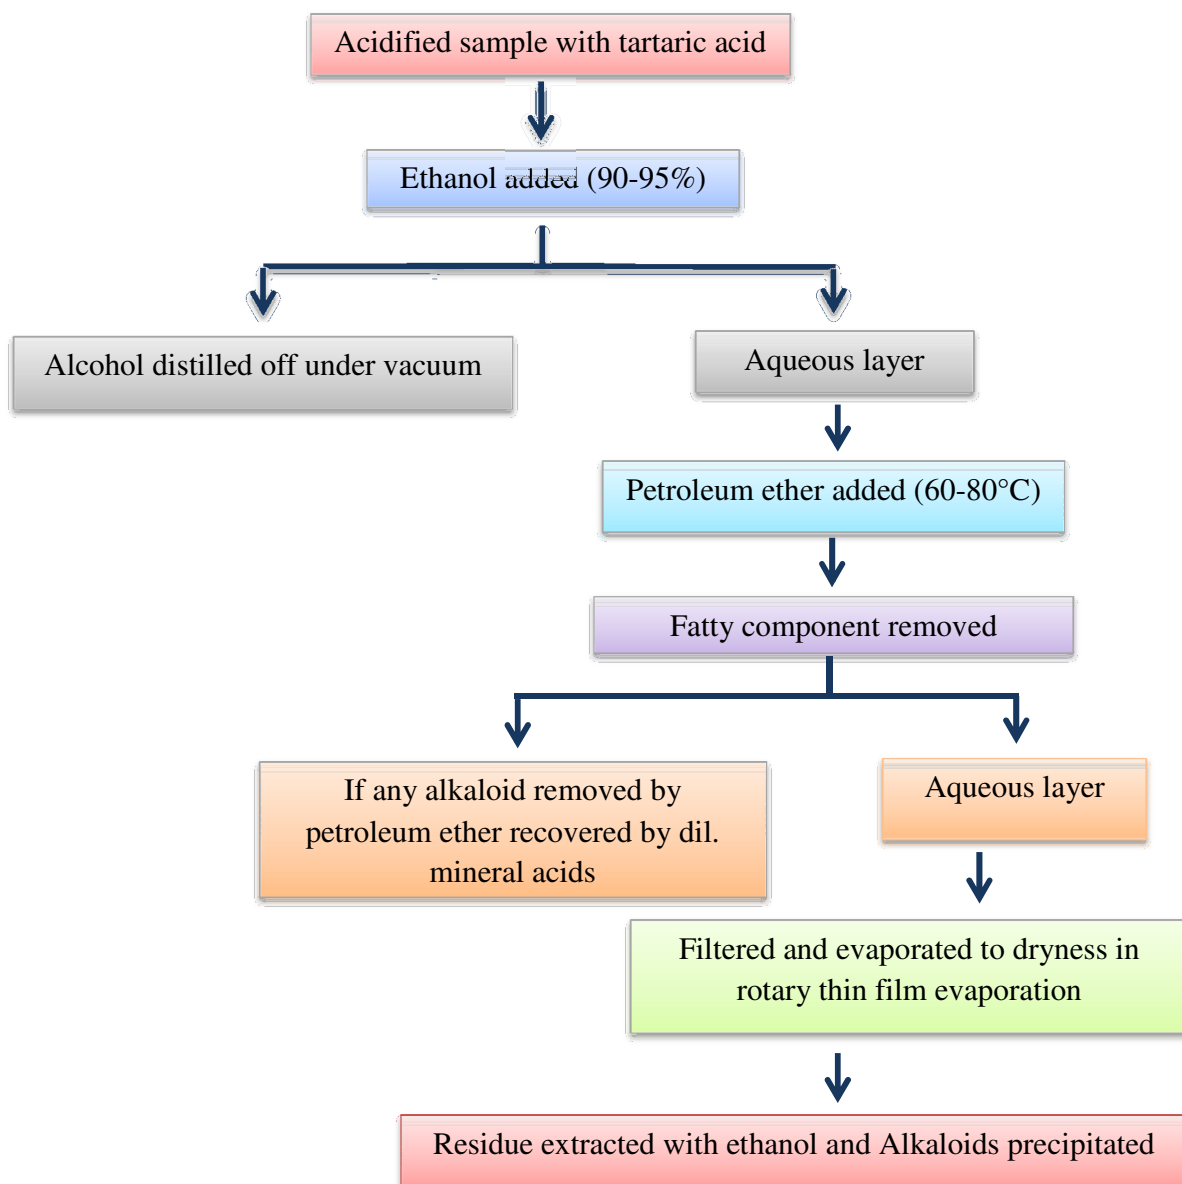 Acidified sample with tartaric acid
Ethanol added (90-95%)
Alcohol distilled off under vacuum
Aqueous layer
Petroleum ether added (60-80°C)
Fatty component removed
If any alkaloid removed by
petroleum ether recovered by dil.
mineral acids
Aqueous layer
Filtered and evaporated to dryness in
rotary thin film evaporation
Residue extracted with ethanol and Alkaloids precipitated